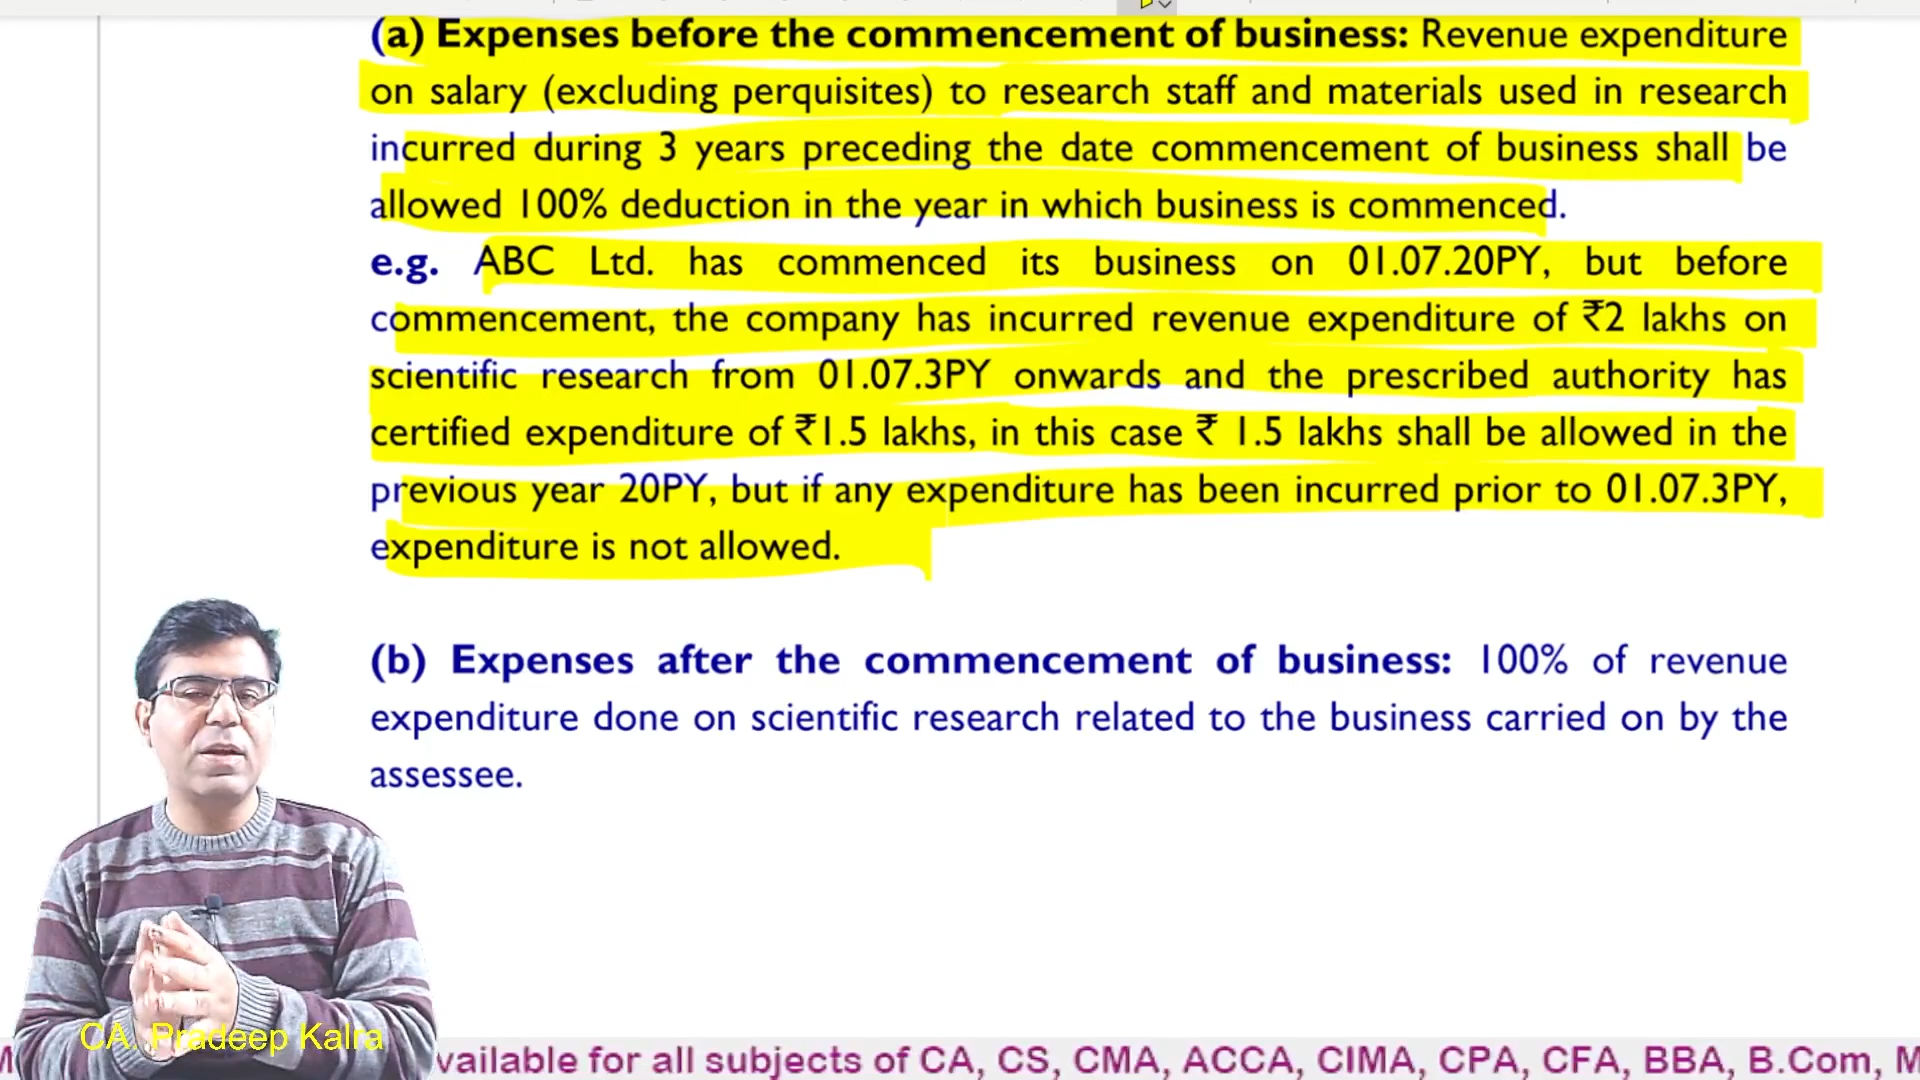 (a) Expenses before the commencement of business: Revenue expenditure
on salary (excluding perquisites) to research staff and materials used in research
incurred during 3 years preceding the date commencement of business shall be
allowed 100% deduction in the year in which business is commenced.
e.g. ABC Ltd. has commenced its business on 01.07.20PY, but before
commencement, the company has incurred revenue expenditure of ₹2 lakhs on
scientific research from 01.07.3PY onwards and the prescribed authority has
certified expenditure of ₹1.5 lakhs, in this case ₹ 1.5 lakhs shall be allowed in the
previous year 20PY, but if any expenditure has been incurred prior to 01.07.3PY,
expenditure is not allowed.
(b) Expenses after the commencement of business: 100% of revenue
expenditure done on scientific research related to the business carried on by the
assessee.
CA. Pradeep Kalra
vailable for all subjects of CA, CS, CMA, ACCA, CIMA, CPA, CFA, BBA, B.Com, M